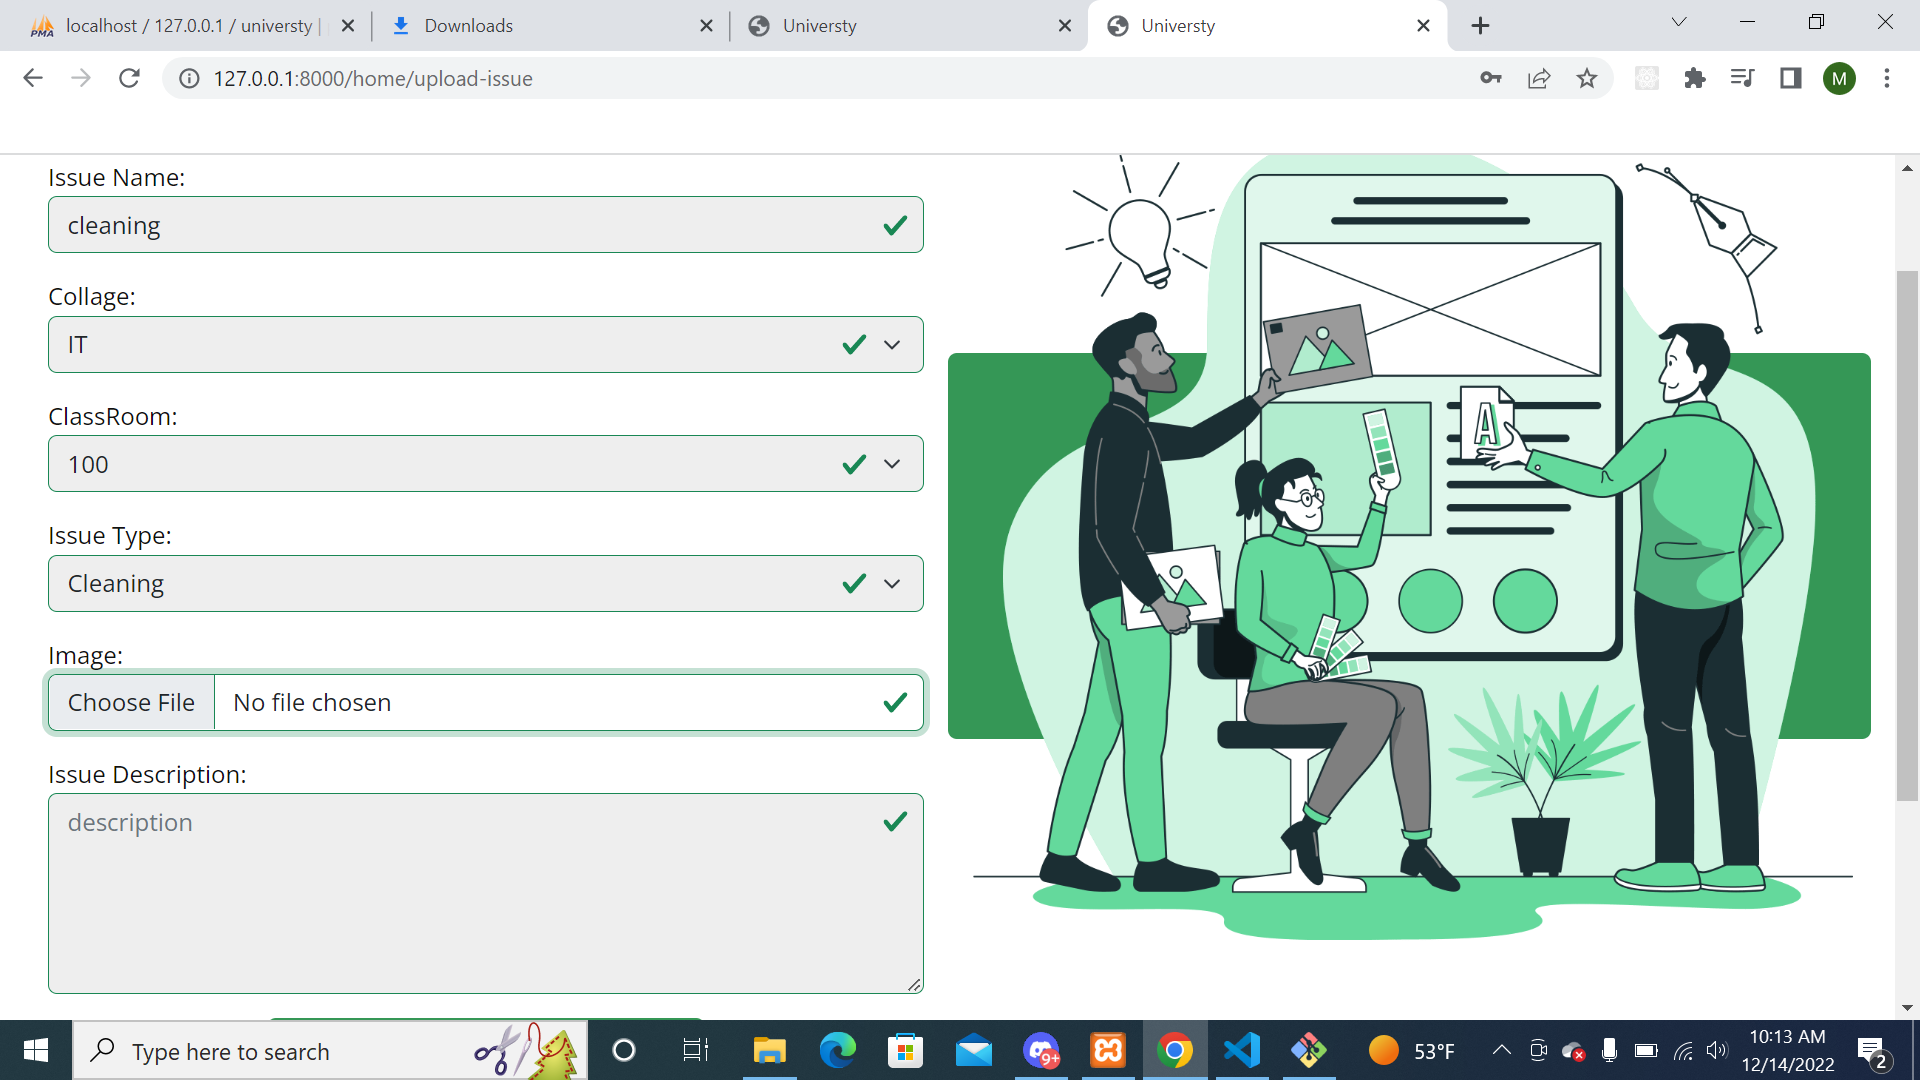 localhost / 127.0.0.1 / universty |
Downloads
Universty
Universty
127.0.0.1:8000/home/upload-issue
M
Issue Name:
cleaning
Collage:
IT
ClassRoom:
100
Issue Type:
Cleaning
Image:
Choose File
No file chosen
Issue Description:
description
A
Type here to search
9+
53°F
10:13 AM
12/14/2022
2